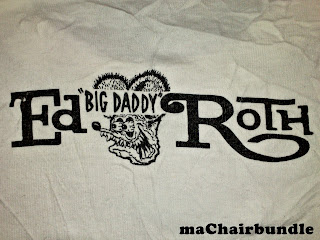 Ed "BIG DADDY" ROTH
maChairbundle